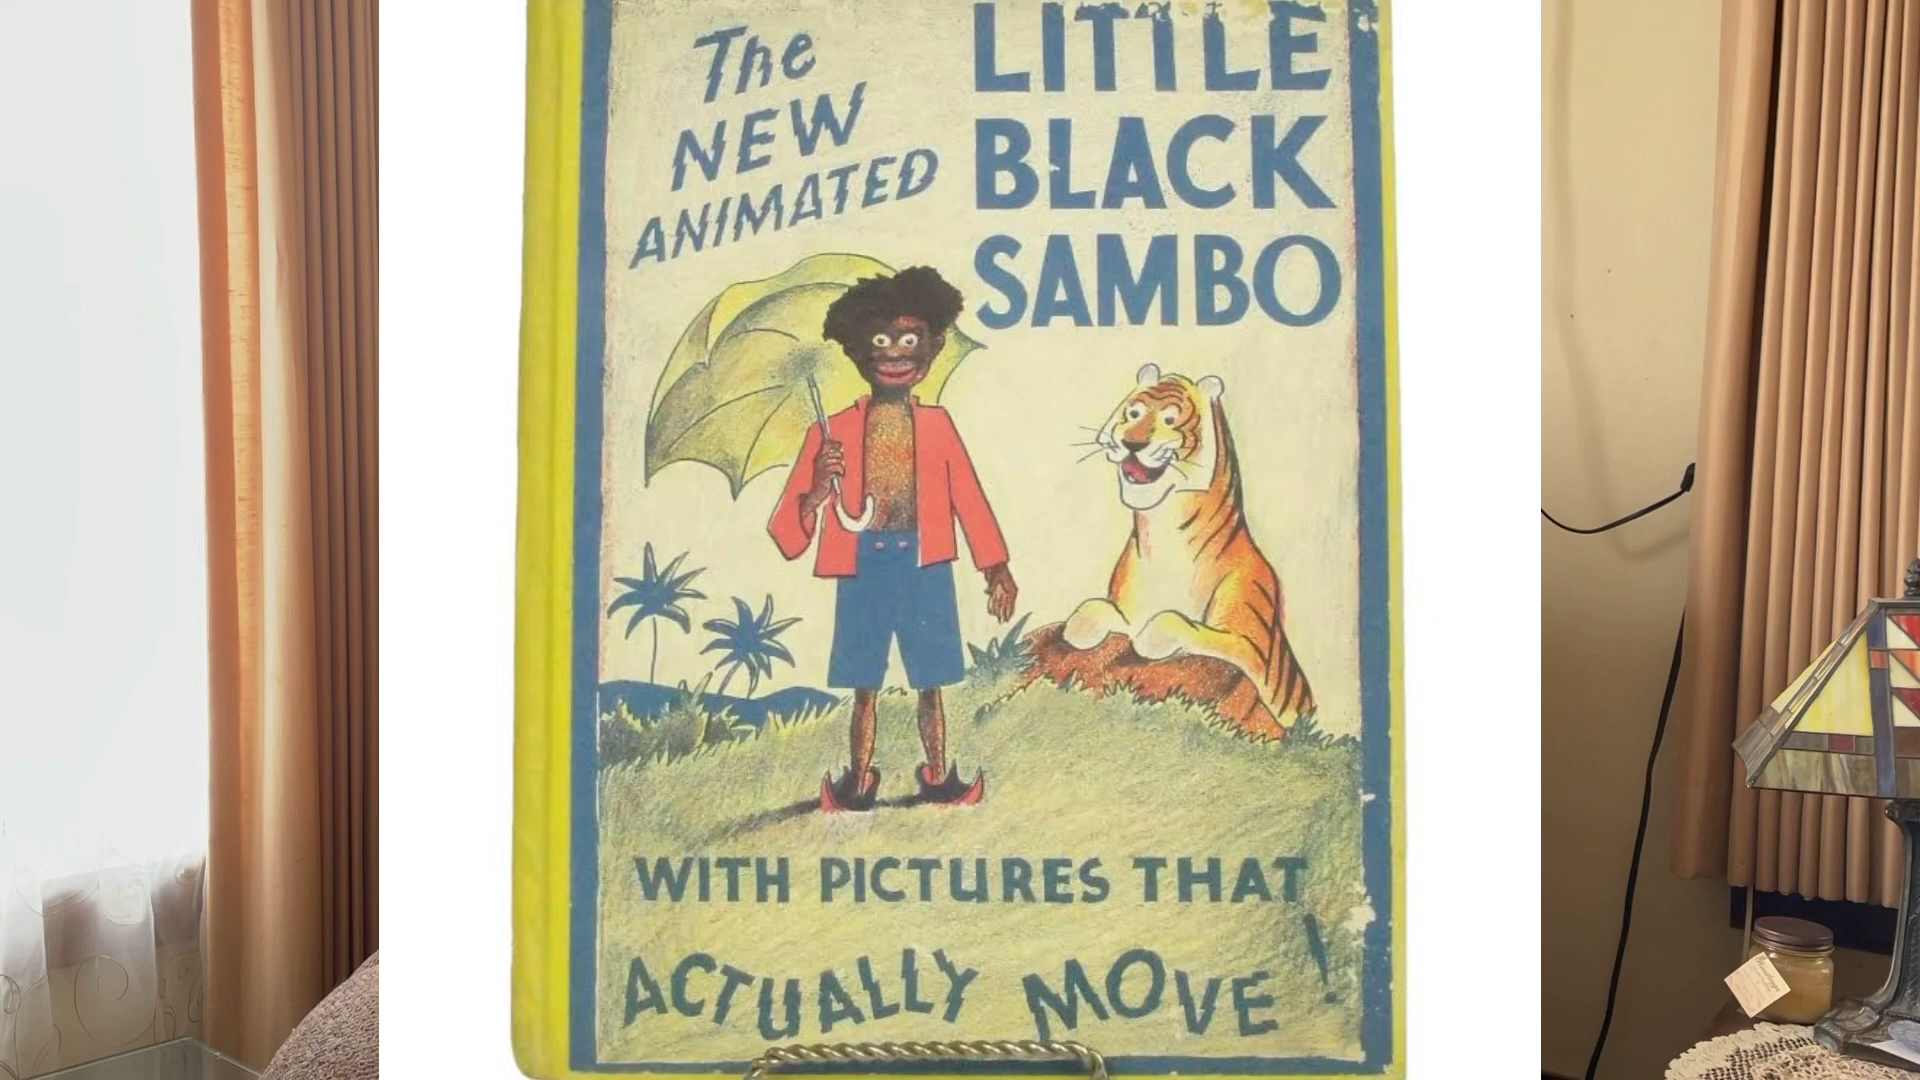 The
NEW
ANIMATED
LITTLE
BLACK
SAMBO
WITH PICTURES THAT
ACTUALLY MOVE!